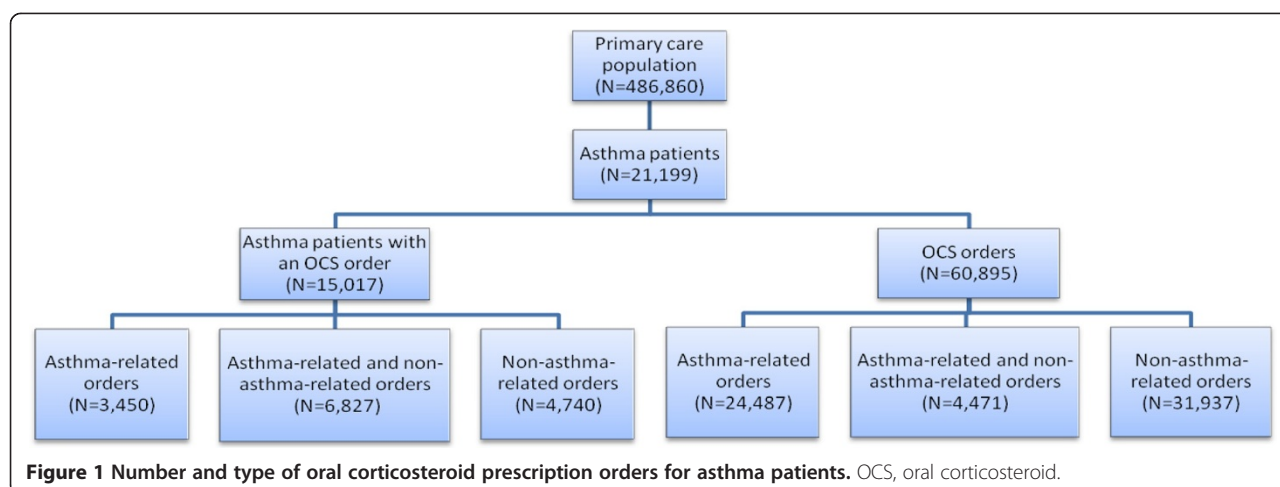 Primary care
population
(N=486,860)
Asthma patients
(N=21,199)
Asthma patients with
an OCS order
(N=15,017)
OCS orders
(N=60,895)
Asthma-related
orders
(N=3,450)
Asthma-related and non-
asthma-related orders
(N=6,827)
Non-asthma-
related orders
(N=4,740)
Asthma-related
orders
(N=24,487)
Asthma-related and non-
asthma-related orders
(N=4,471)
Non-asthma-
related orders
(N=31,937)
Figure 1 Number and type of oral corticosteroid prescription orders for asthma patients. OCS, oral corticosteroid.